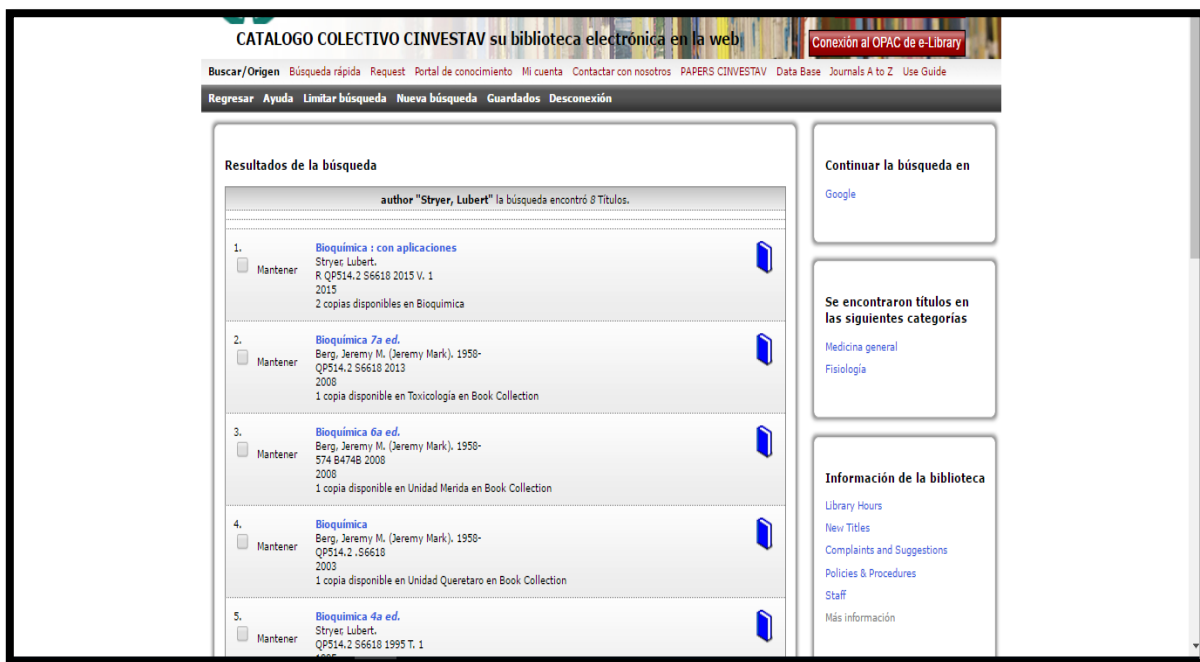 CATALOGO COLECTIVO CINVESTAV su biblioteca electrónica en la web
Conexión al OPAC de e-Library
Buscar/Origen Búsqueda rápida Request Portal de conocimiento Mi cuenta Contactar con nosotros PAPERS CINVESTAV Data Base Journals A to Z Use Guide
Regresar Ayuda Limitar búsqueda Nueva búsqueda Guardados Desconexión
Resultados de la búsqueda
author "Stryer, Lubert" la búsqueda encontró 8 Títulos.
1.
Mantener
Bioquímica : con aplicaciones
Stryer, Lubert.
R QP514.2 S6618 2015 V. 1
2015
2 copias disponibles en Bioquimica
2.
Mantener
Bioquímica 7a ed.
Berg, Jeremy M. (Jeremy Mark). 1958-
QP514.2 S6618 2013
2008
1 copia disponible en Toxicología en Book Collection
3.
Mantener
Bioquímica 6a ed.
Berg, Jeremy M. (Jeremy Mark). 1958-
574 B474B 2008
2008
1 copia disponible en Unidad Merida en Book Collection
4.
Mantener
Bioquímica
Berg, Jeremy M. (Jeremy Mark). 1958-
QP514.2 .S6618
2003
1 copia disponible en Unidad Queretaro en Book Collection
5.
Mantener
Bioquimica 4a ed.
Stryer, Lubert.
QP514.2 S6618 1995 T. 1
1995
Continuar la búsqueda en
Google
Se encontraron títulos en
las siguientes categorías
Medicina general
Fisiología
Información de la biblioteca
Library Hours
New Titles
Complaints and Suggestions
Policies & Procedures
Staff
Más información